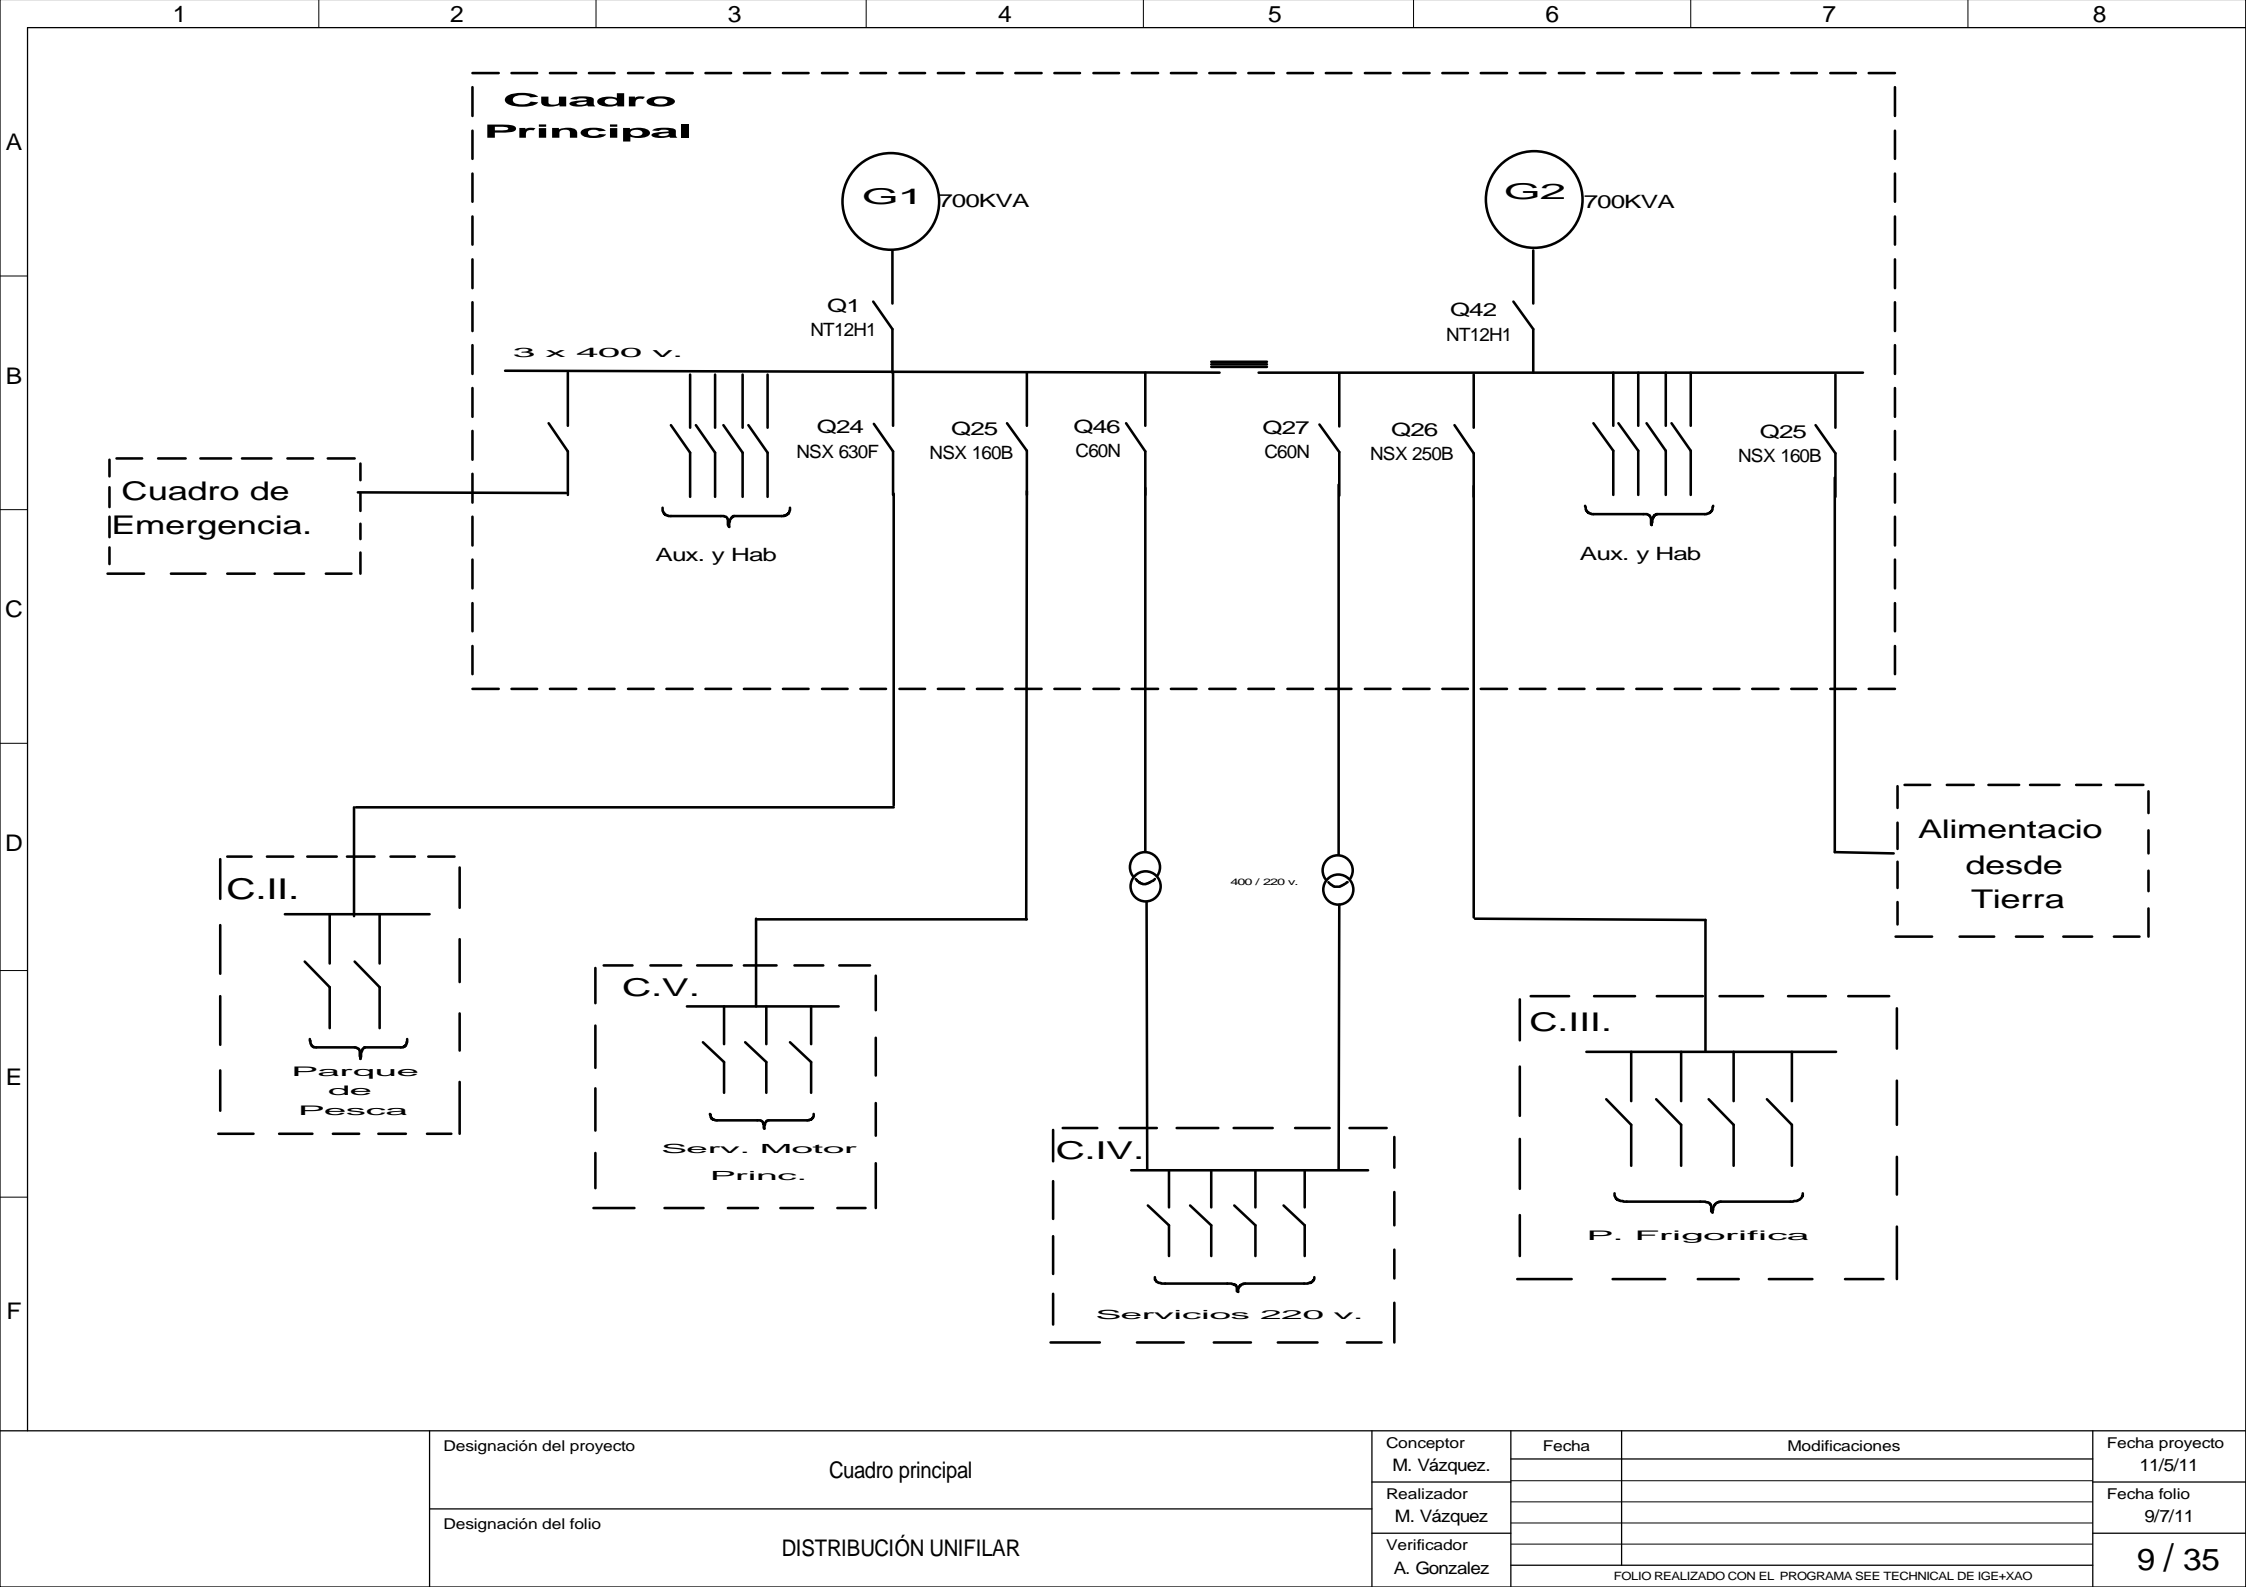 1 2 3 4 5 6 7 8
A
B
C
D
E
F
Cuadro
Principal
G1
700KVA
G2
700KVA
Q1
NT12H1
Q42
NT12H1
3 x 400 v.
Q24
NSX 630F
Q25
NSX 160B
Q46
C60N
Q27
C60N
Q26
NSX 250B
Q25
NSX 160B
Cuadro de
Emergencia.
Aux. y Hab
Aux. y Hab
Alimentacio
desde
Tierra
400 / 220 v.
C.II.
Parque
de
Pesca
C.V.
Serv. Motor
Princ.
C.IV.
Servicios 220 v.
C.III.
P. Frigorifica
Designación del proyecto
Cuadro principal
Designación del folio
DISTRIBUCIÓN UNIFILAR
Conceptor
M. Vázquez.
Realizador
M. Vázquez
Verificador
A. Gonzalez
Fecha
Modificaciones
FOLIO REALIZADO CON EL PROGRAMA SEE TECHNICAL DE IGE+XAO
Fecha proyecto
11/5/11
Fecha folio
9/7/11
9 / 35